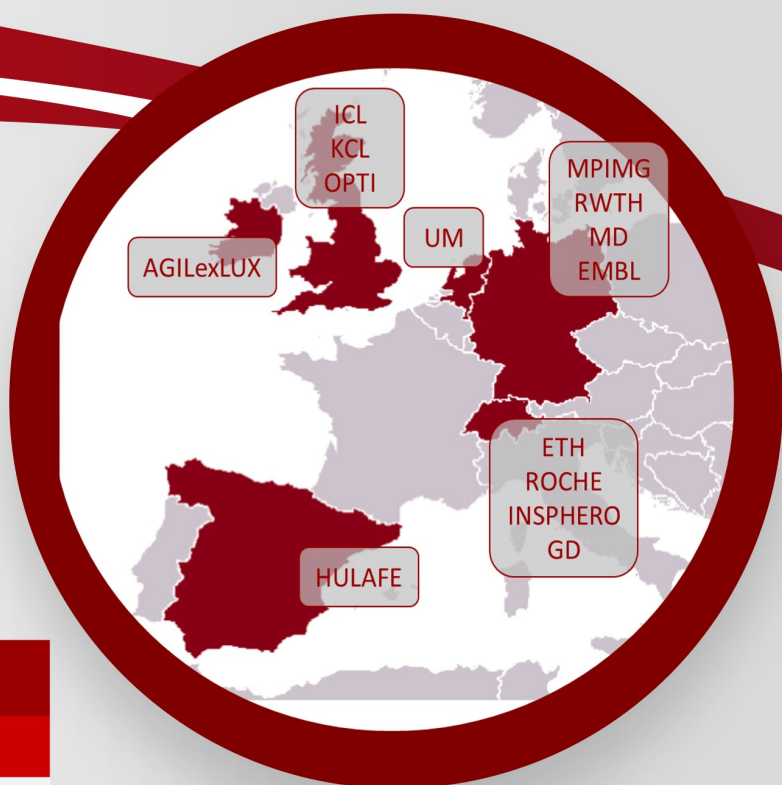 ICL
KCL
OPTI
MPIMG
RWTH
MD
EMBL
UM
AGILexLUX
ETH
ROCHE
INSPHERO
GD
HULAFE